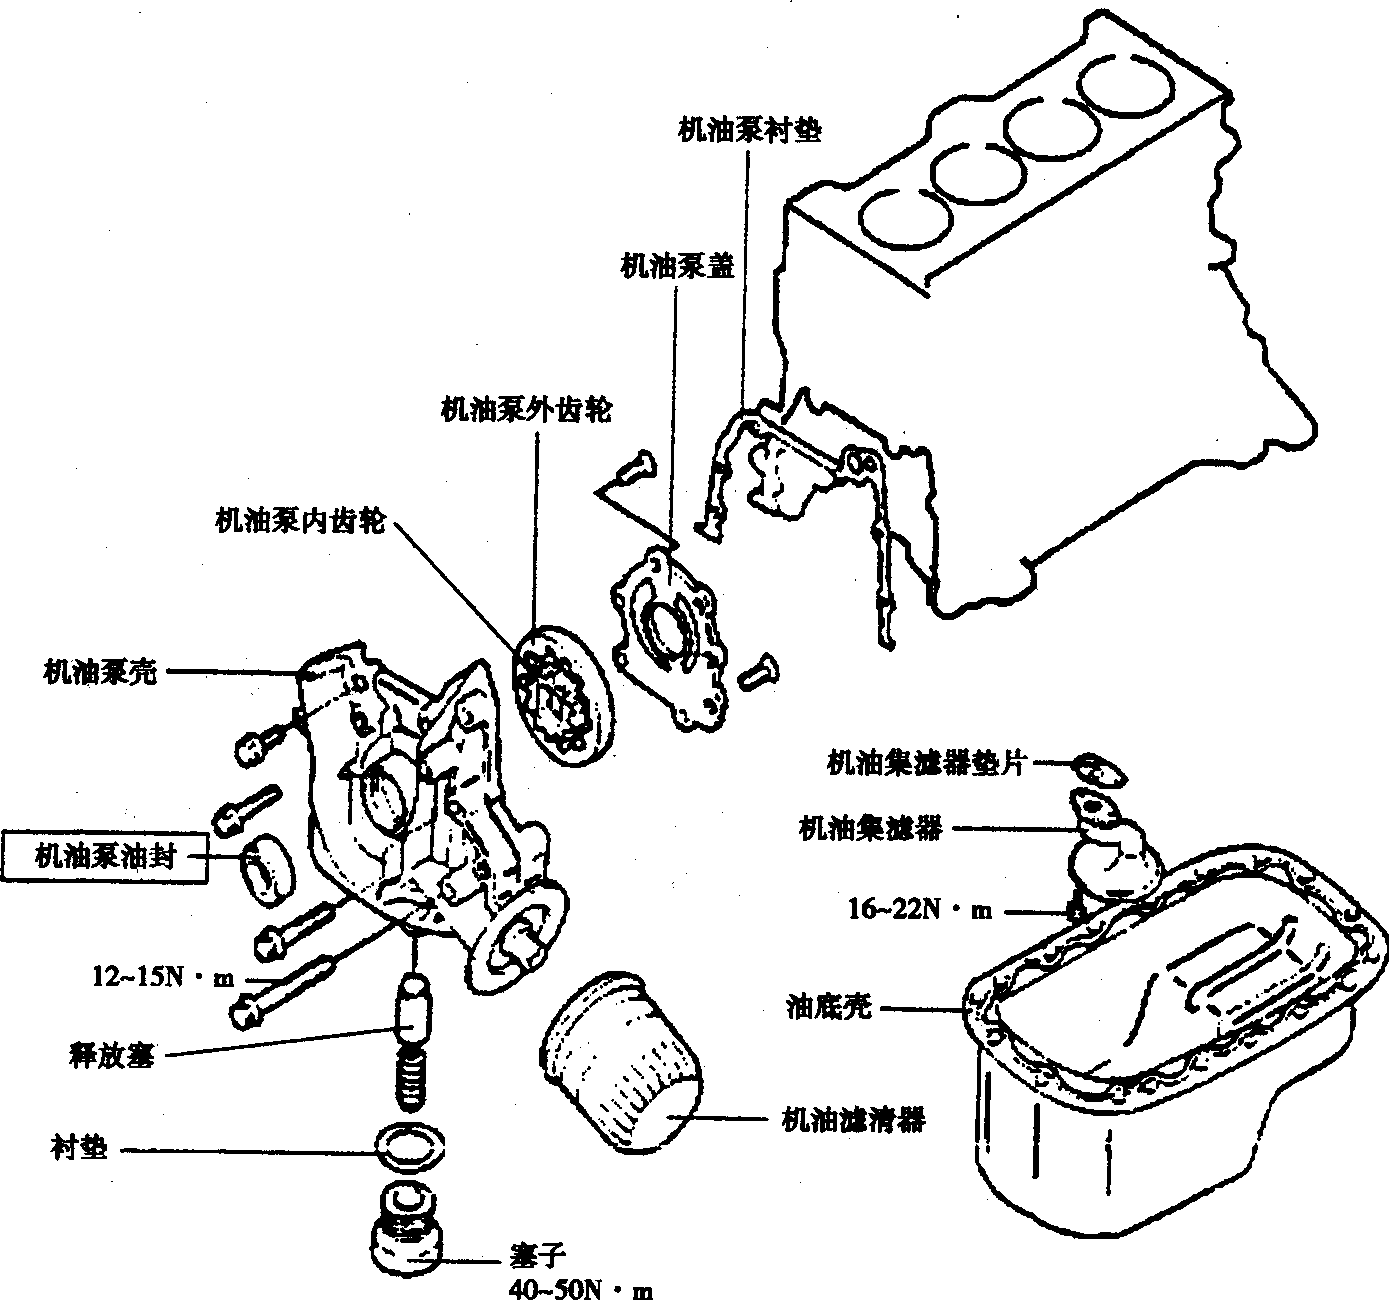 机油泵衬垫
机油泵盖
机油泵外齿轮
机油泵内齿轮
机油泵壳
机油集滤器垫片
机油集滤器
机油泵油封
16~22N·m
12~15N·m
油底壳
释放塞
机油滤清器
衬垫
塞子
40~50N·m